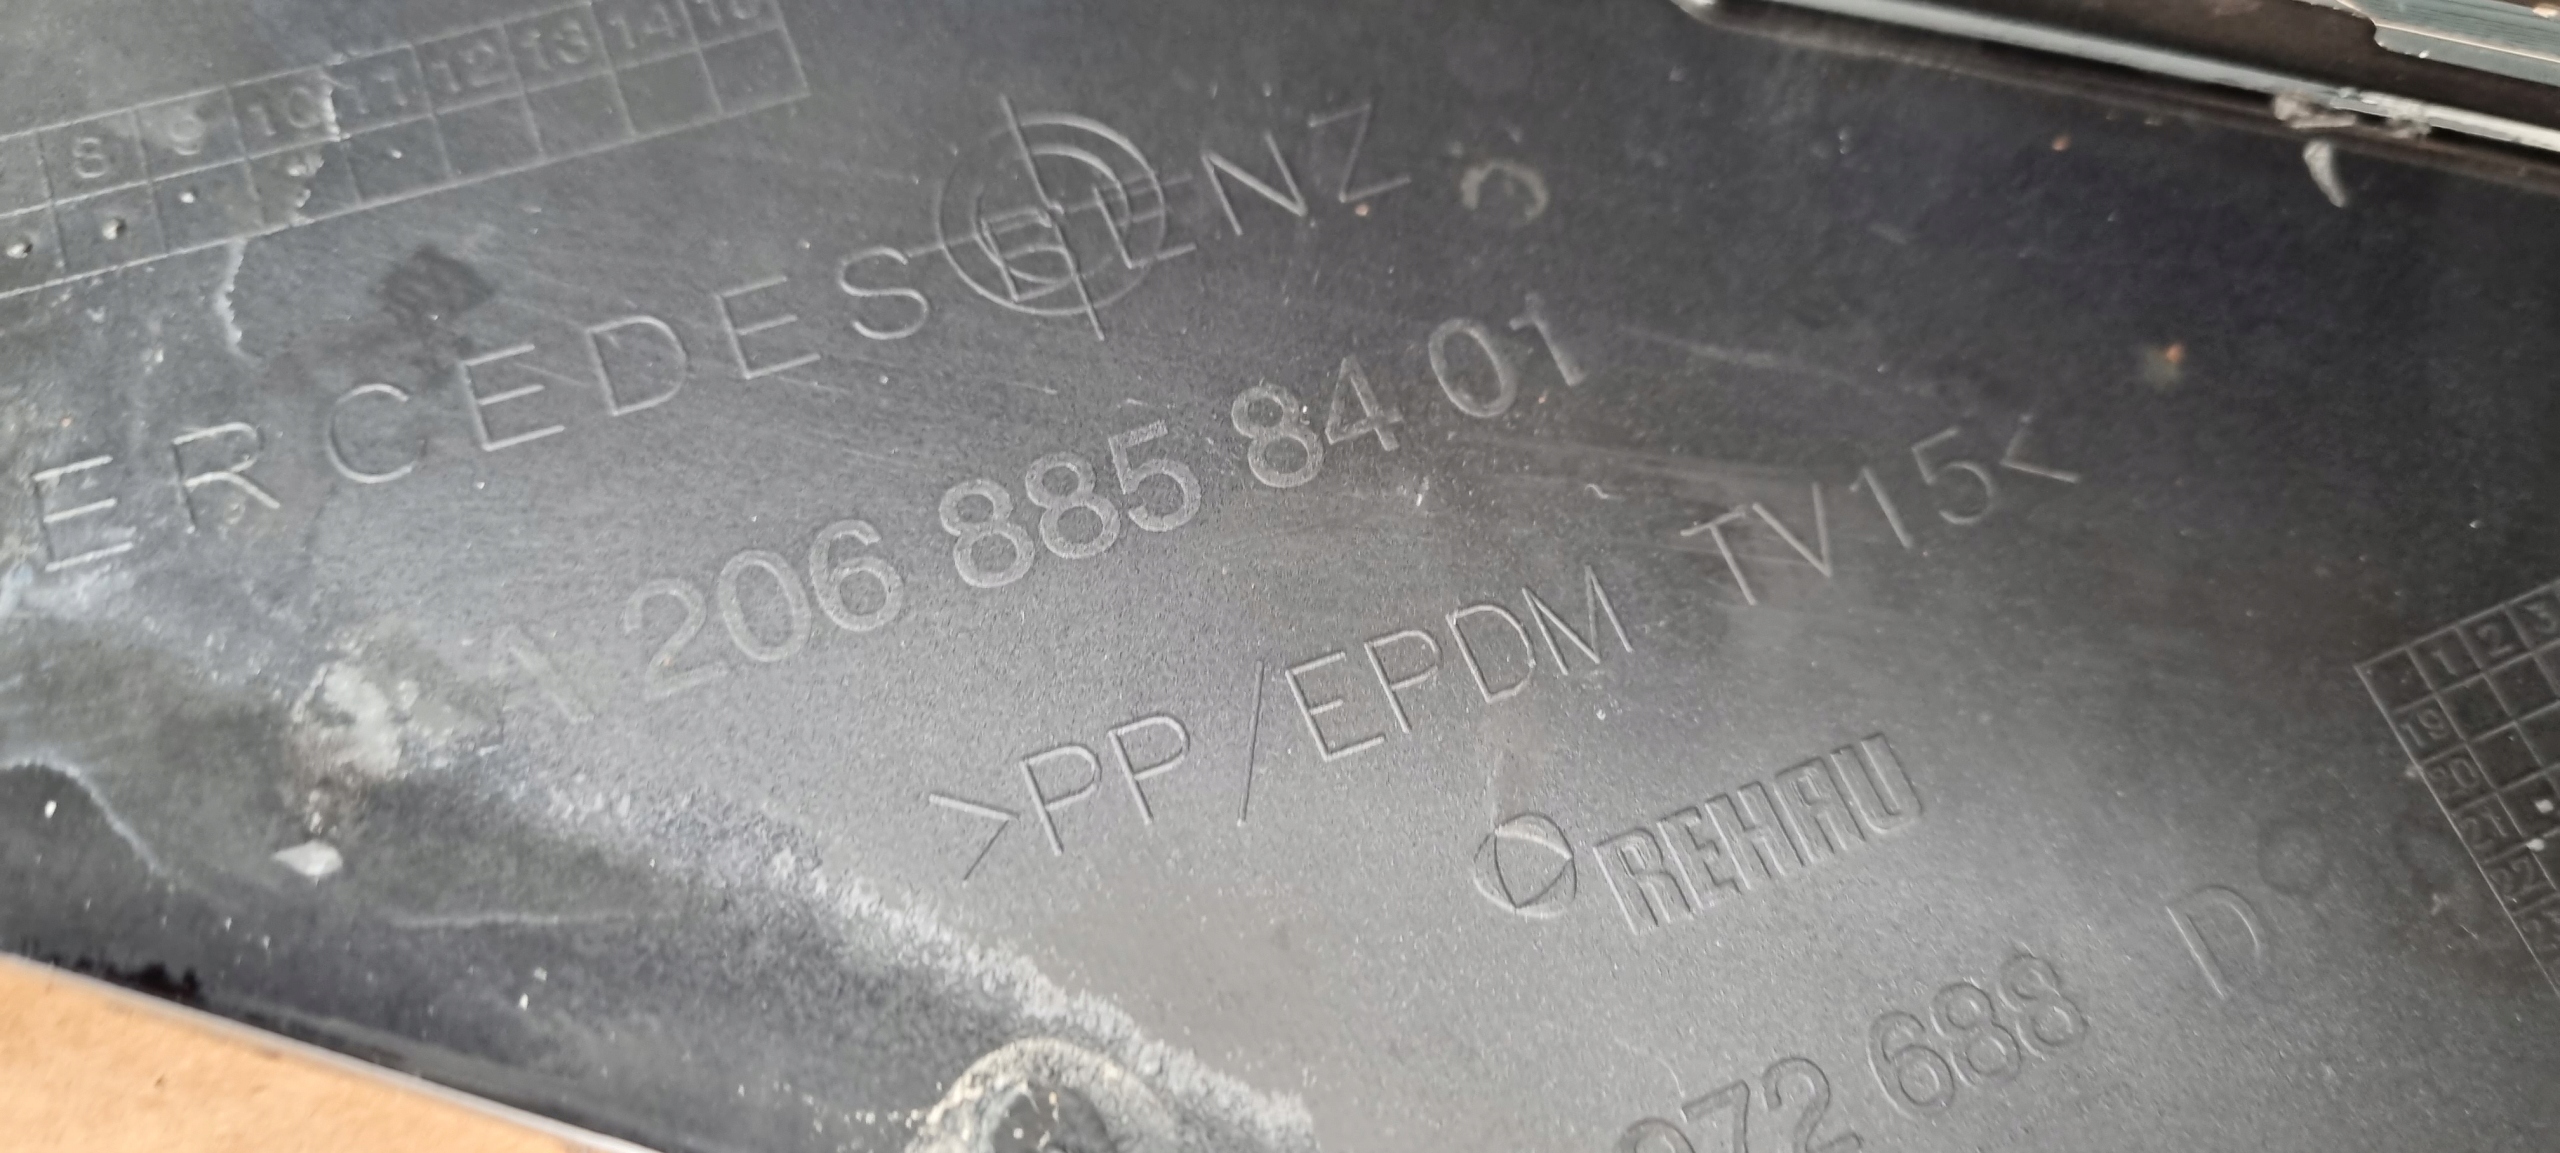 8 9 10 11 12 13 14 15
ERCEDES BENZ
A 206 885 84 01
>PP/EPDM TV15<
REHAU
072 688 D
1 2 3
19
20
21
22